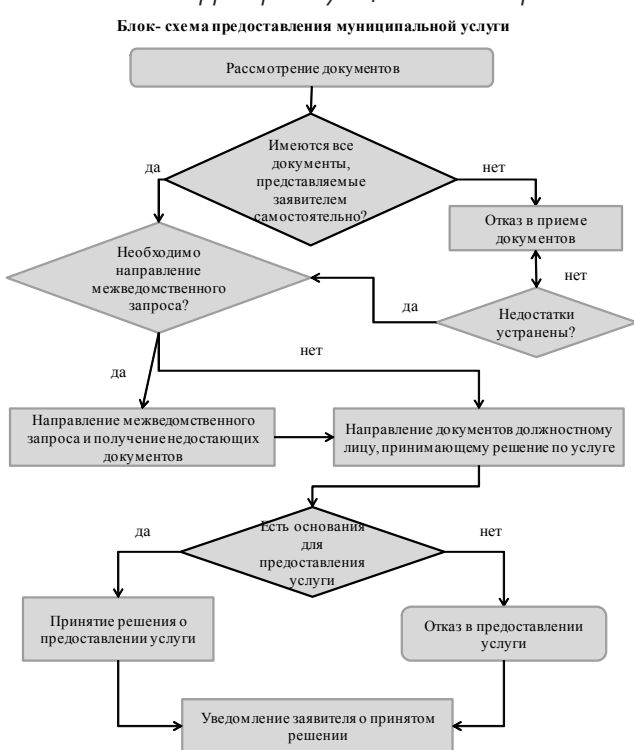 Блок- схема предоставления муниципальной услуги
Рассмотрение документов
Имеются все
документы,
представляемые
заявителем
самостоятельно?
да
нет
Отказ в приеме
документов
Необходимо
направление
межведомственного
запроса?
нет
да
Недостатки
устранены?
нет
да
Направление межведомственного
запроса и получение недостающих
документов
Направление документов должностному
лицу, принимающему решение по услуге
да
Есть основания
для
предоставления
услуги
нет
Принятие решения о
предоставлении услуги
Отказ в предоставлении
услуги
Уведомление заявителя о принятом
решении